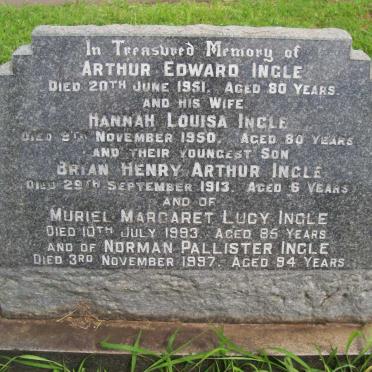 In Treasured Memory of
ARTHUR EDWARD INGLE
DIED 20TH JUNE 1951. AGED 80 YEARS.
AND HIS WIFE
HANNAH LOUISA INGLE
DIED NOVEMBER 1950. AGED 80 YEARS
AND THEIR YOUNGEST SON
BRIAN HENRY ARTHUR INGLE
DIED 29TH SEPTEMBER 1913. AGED 6 YEARS
AND OF
MURIEL MARGARET LUCY INGLE
DIED 10TH JULY 1993. AGED 85 YEARS
AND OF NORMAN PALLISTER INGLE
DIED 3RD NOVEMBER 1997. AGED 94 YEARS.